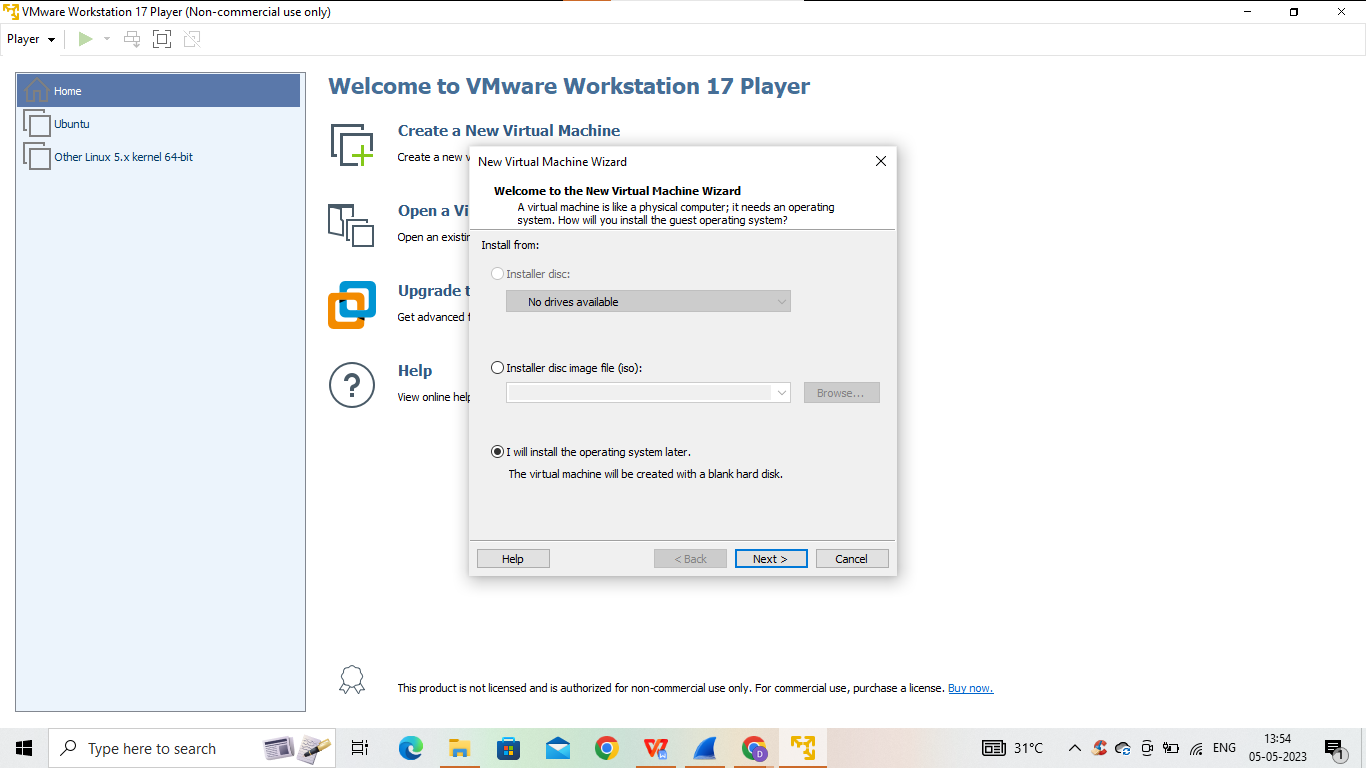 VMware Workstation 17 Player (Non-commercial use only)
Player
Home
Ubuntu
Other Linux 5.x kernel 64-bit
Welcome to VMware Workstation 17 Player
Create a New Virtual Machine
Create a new v
Open a Vi
Open an existin
Upgrade t
Get advanced f
Help
View online help
New Virtual Machine Wizard
Welcome to the New Virtual Machine Wizard
A virtual machine is like a physical computer; it needs an operating
system. How will you install the guest operating system?
Install from:
Installer disc:
No drives available
Installer disc image file (iso):
Browse...
I will install the operating system later.
The virtual machine will be created with a blank hard disk.
Help
< Back
Next >
Cancel
This product is not licensed and is authorized for non-commercial use only. For commercial use, purchase a license. Buy now.
Type here to search
31°C
ENG
13:54
05-05-2023
1